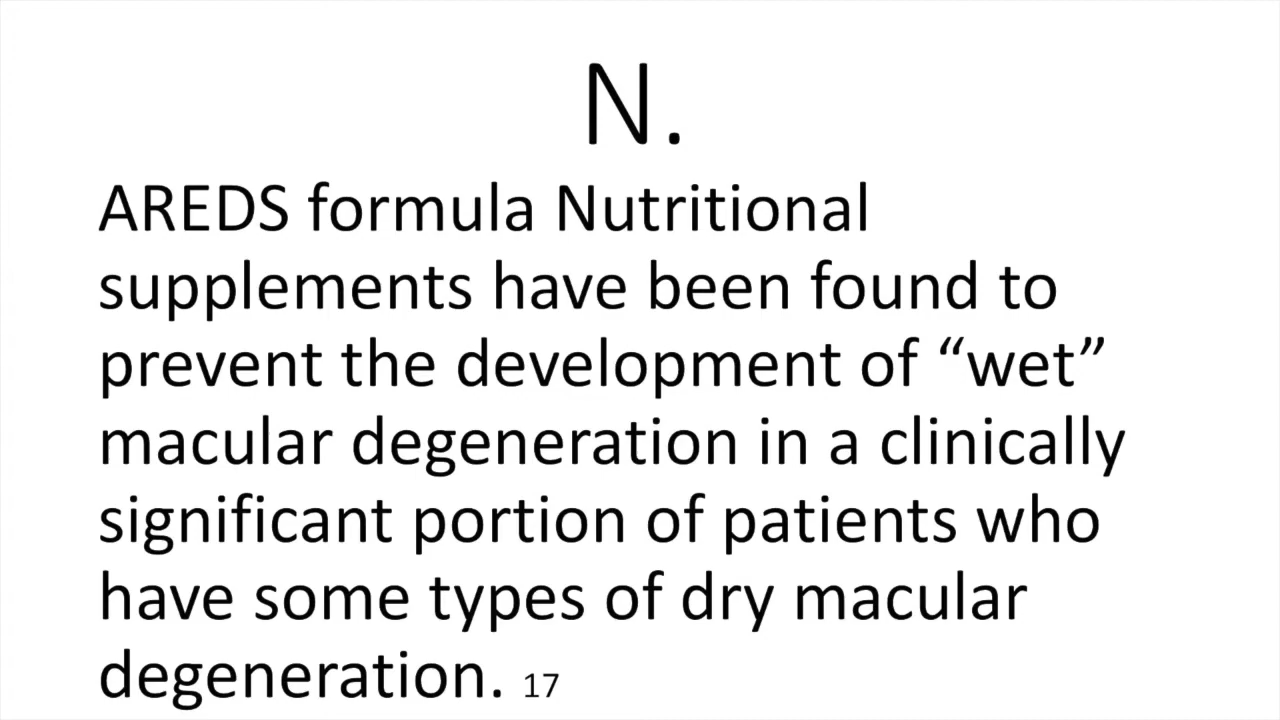 N.
AREDS formula Nutritional
supplements have been found to
prevent the development of “wet”
macular degeneration in a clinically
significant portion of patients who
have some types of dry macular
degeneration. 17